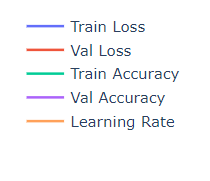 Train Loss
Val Loss
Train Accuracy
Val Accuracy
Learning Rate